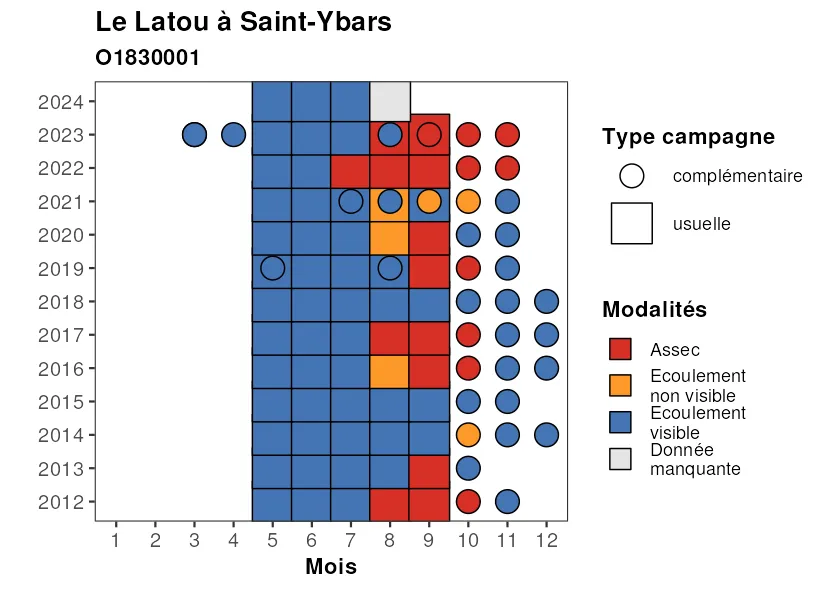 Le Latou à Saint-Ybars
O1830001
2024
2023
2022
2021
2020
2019
2018
2017
2016
2015
2014
2013
2012
1 2 3 4 5 6 7 8 9 10 11 12
Mois
Type campagne
complémentaire
usuelle
Modalités
Assec
Ecoulement
non visible
Ecoulement
visible
Donnée
manquante